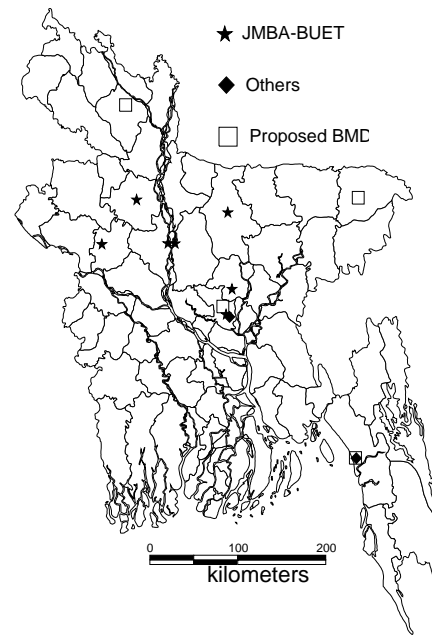 JMBA-BUET
Others
Proposed BMD
0 100 200
kilometers